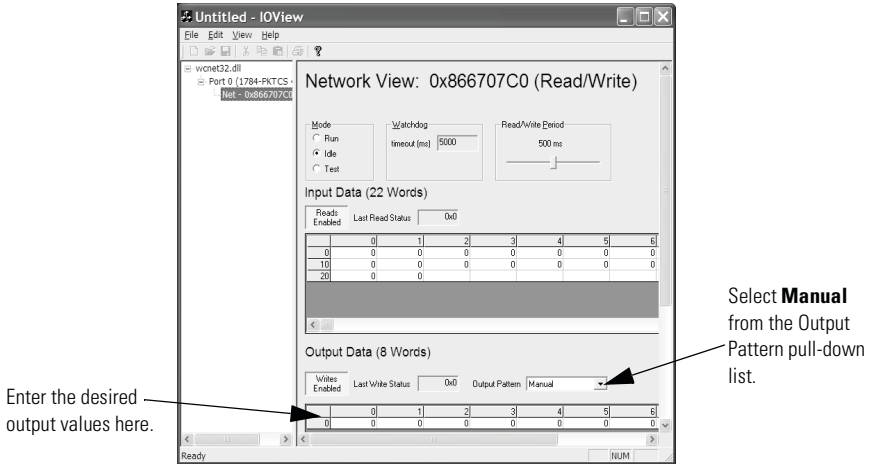 Untitled - IOView
File Edit View Help
wcnet32.dll
Port 0 (1784-PKTCS
Net - 0x866707C0
Network View: 0x866707C0 (Read/Write)
Mode
Run
Idle
Test
Watchdog
timeout (ms) 5000
Read/Write Period
500 ms
Input Data (22 Words)
Reads Enabled Last Read Status 0x0
0 1 2 3 4 5 6
0 0 0 0 0 0 0 0
10 0 0 0 0 0 0 0
20 0 0
Output Data (8 Words)
Writes Enabled Last Write Status 0x0 Output Pattern Manual
0 1 2 3 4 5 6
0 0 0 0 0 0 0 0
Ready NUM
Select Manual
from the Output
Pattern pull-down
list.
Enter the desired
output values here.